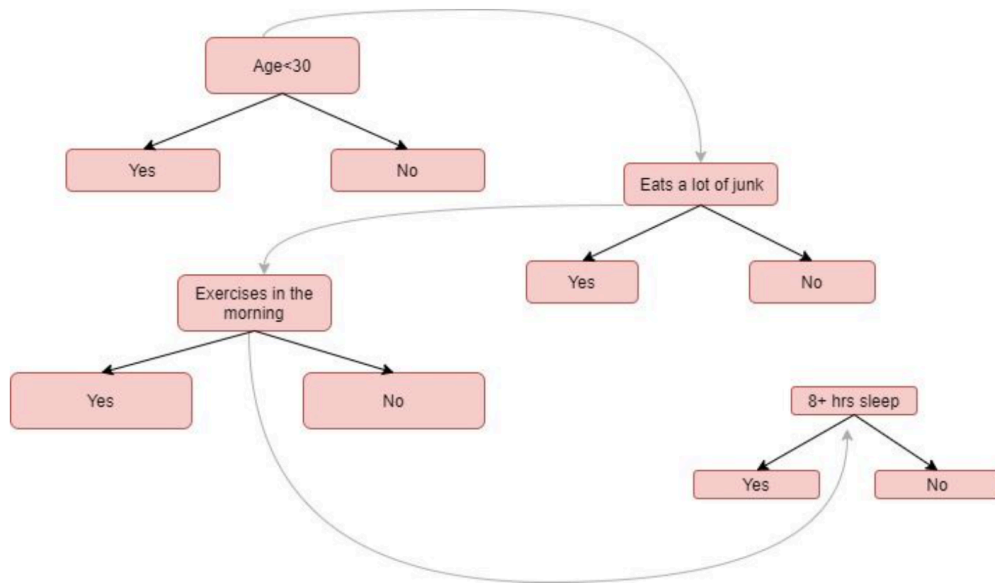 Age<30
Yes
No
Eats a lot of junk
Yes
No
Exercises in the
morning
Yes
No
8+ hrs sleep
Yes
No